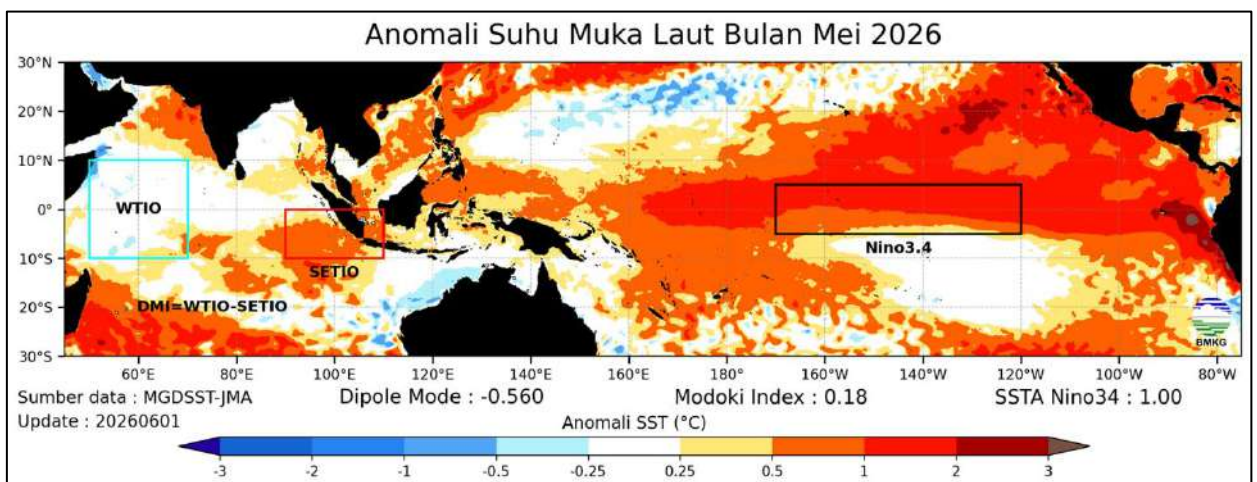 Anomali Suhu Muka Laut Bulan Mei 2026
30°N
20°N
10°N
0°
10°S
20°S
30°S
WTIO
SETIO
Nino3.4
DMI=WTIO-SETIO
BMKG
60°E 80°E 100°E 120°E 140°E 160°E 180° 160°W 140°W 120°W 100°W 80°W
Sumber data : MGDSST-JMA Dipole Mode : -0.560 Modoki Index : 0.18 SSTA Nino34 : 1.00
Update : 20260601
Anomali SST (°C)
-3 -2 -1 -0.5 -0.25 0.25 0.5 1 2 3